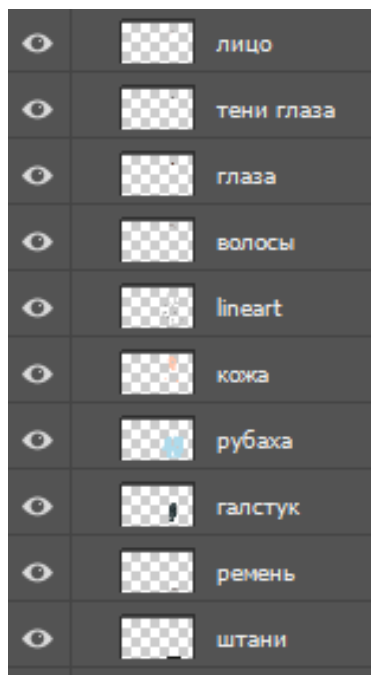 лицо
тени глаза
глаза
волосы
lineart
кожа
рубаха
галстук
ремень
штани